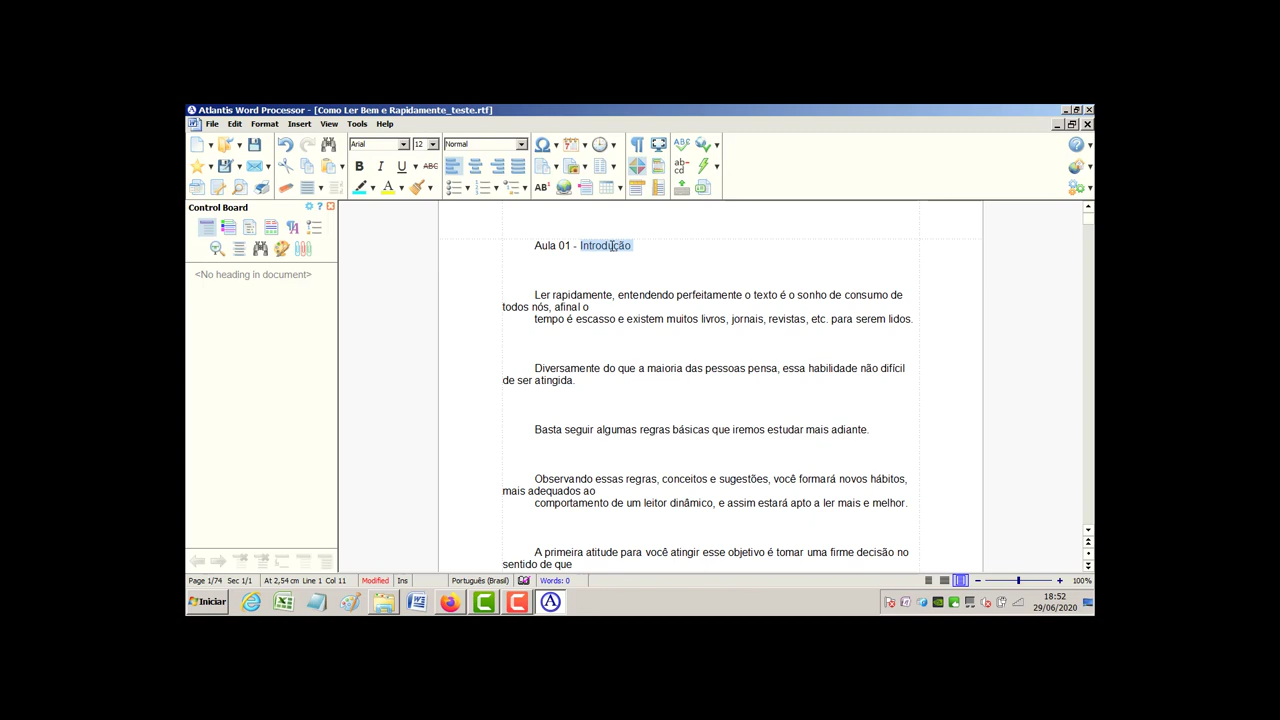 Atlantis Word Processor - [Como Ler Bem e Rapidamente_teste.rtf]
File Edit Format Insert View Tools Help
Arial 12 Normal
Control Board
<No heading in document>
Aula 01 - Introdução
Ler rapidamente, entendendo perfeitamente o texto é o sonho de consumo de
todos nós, afinal o
tempo é escasso e existem muitos livros, jornais, revistas, etc. para serem lidos.
Diversamente do que a maioria das pessoas pensa, essa habilidade não difícil
de ser atingida.
Basta seguir algumas regras básicas que iremos estudar mais adiante.
Observando essas regras, conceitos e sugestões, você formará novos hábitos,
mais adequados ao
comportamento de um leitor dinâmico, e assim estará apto a ler mais e melhor.
A primeira atitude para você atingir esse objetivo é tomar uma firme decisão no
sentido de que
Page 1/74 Sec 1/1 At 2,54 cm Line 1 Col 11 Modified Ins Português (Brasil) Words: 0 100%
Iniciar
18:52
29/06/2020